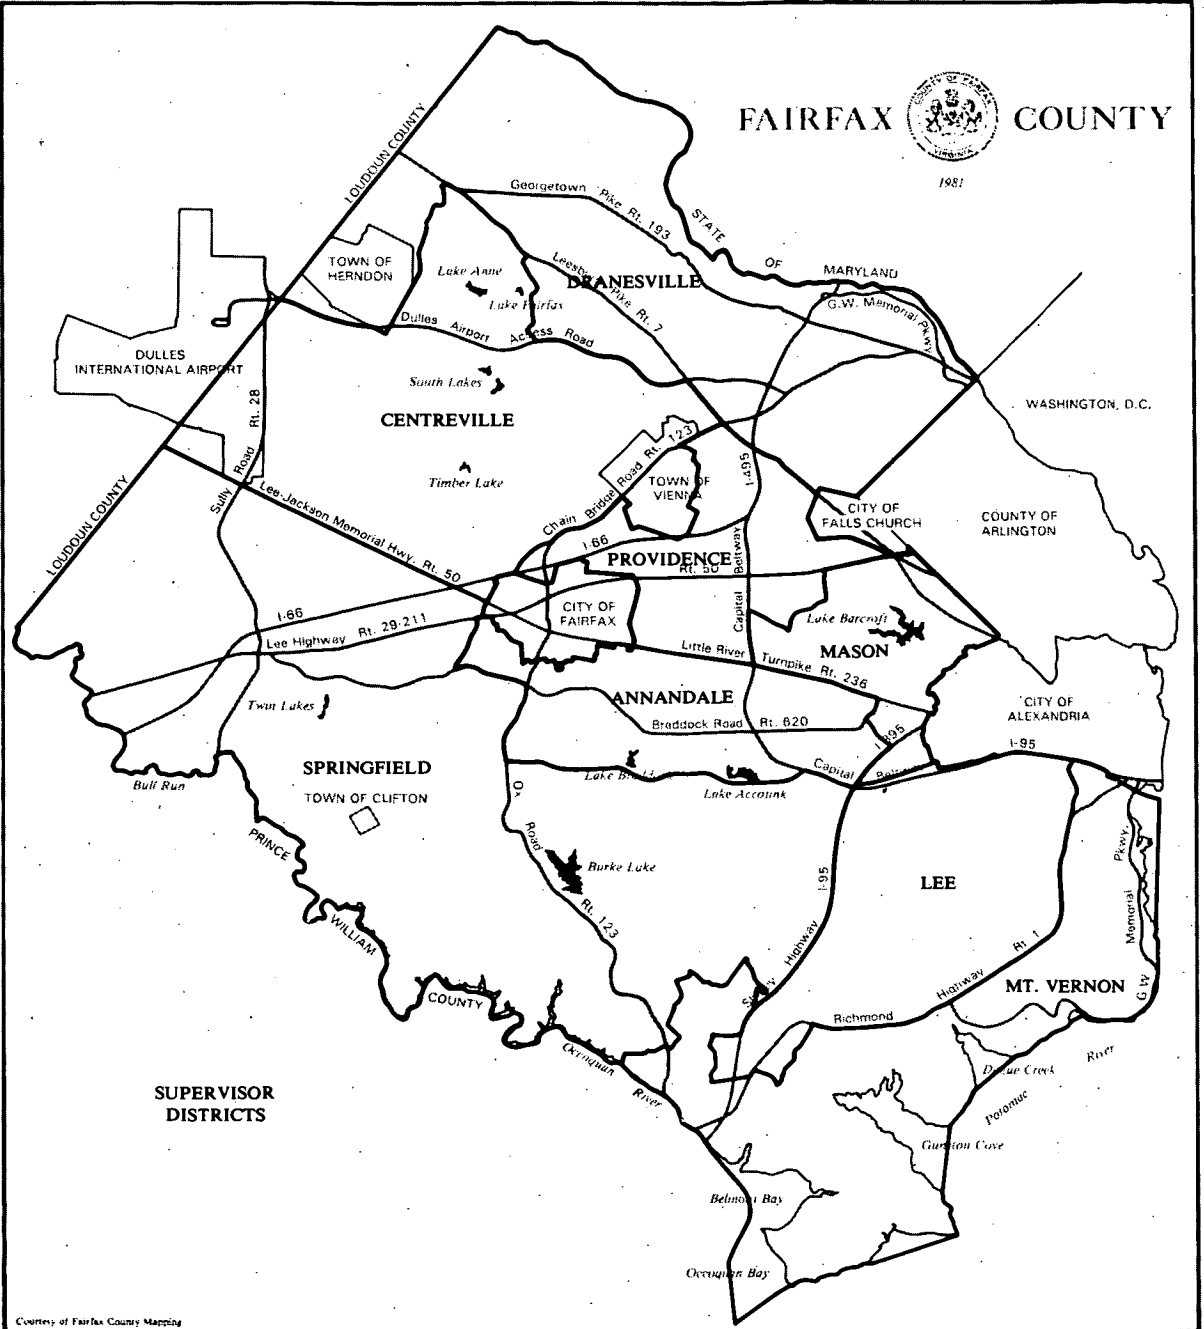 FAIRFAX COUNTY
COUNTY OF FAIRFAX
VIRGINIA
1981
LOUDOUN COUNTY
Georgetown Pike Rt. 193
STATE OF MARYLAND
TOWN OF
HERNDON
Lake Anne
Lake Fairfax
Leesburg Pike Rt. 7
DRANESVILLE
G.W. Memorial Pkwy.
Dulles Airport Access Road
DULLES
INTERNATIONAL AIRPORT
South Lakes
CENTREVILLE
WASHINGTON, D.C.
Sully Road Rt. 28
Chain Bridge Road Rt. 123
I-495
Timber Lake
TOWN OF
VIENNA
LOUDOUN COUNTY
Lee-Jackson Memorial Hwy. Rt. 50
CITY OF
FALLS CHURCH
COUNTY OF
ARLINGTON
I-66
PROVIDENCE
Rt. 50
Capital Beltway
I-66
Lee Highway Rt. 29-211
CITY OF
FAIRFAX
Lake Barcroft
MASON
Little River Turnpike Rt. 236
ANNANDALE
Braddock Road Rt. 620
Twin Lakes
CITY OF
ALEXANDRIA
I-395
I-95
SPRINGFIELD
TOWN OF CLIFTON
Bull Run
Capital
Lake Accotink
PRINCE WILLIAM COUNTY
Ox Road Rt. 123
Burke Lake
I-95
LEE
Highway
G W Memorial Pkwy.
Richmond Highway Rt. 1
MT. VERNON
Occoquan River
Potomac River
SUPERVISOR
DISTRICTS
Gunston Cove
Belmont Bay
Occoquan Bay
Courtesy of Fairfax County Mapping